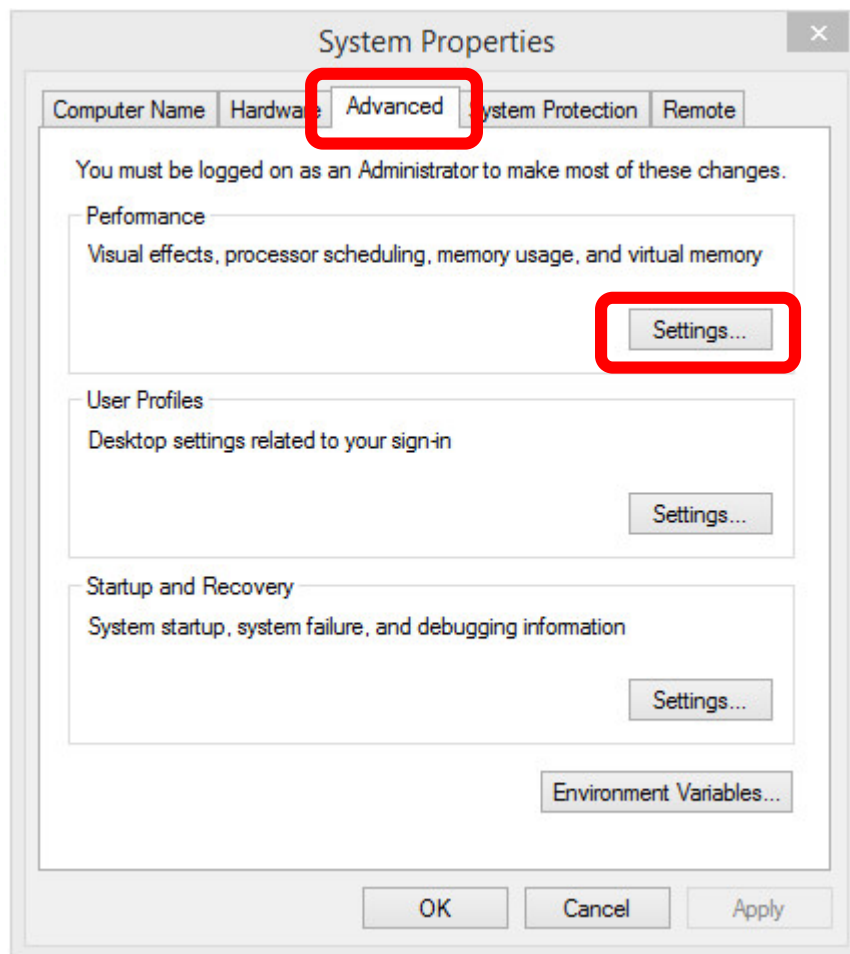 System Properties
Computer Name Hardware Advanced System Protection Remote
You must be logged on as an Administrator to make most of these changes.
Performance
Visual effects, processor scheduling, memory usage, and virtual memory
Settings...
User Profiles
Desktop settings related to your sign-in
Settings...
Startup and Recovery
System startup, system failure, and debugging information
Settings...
Environment Variables...
OK Cancel Apply